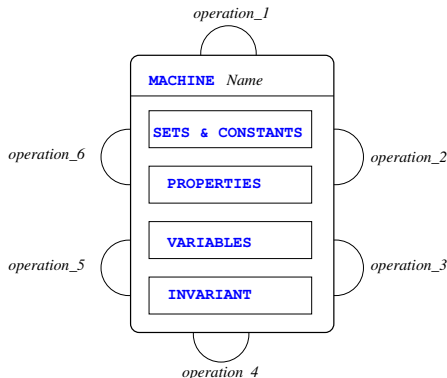 operation_1
MACHINE Name
SETS & CONSTANTS
operation_6
operation_2
PROPERTIES
VARIABLES
operation_5
operation_3
INVARIANT
operation_4